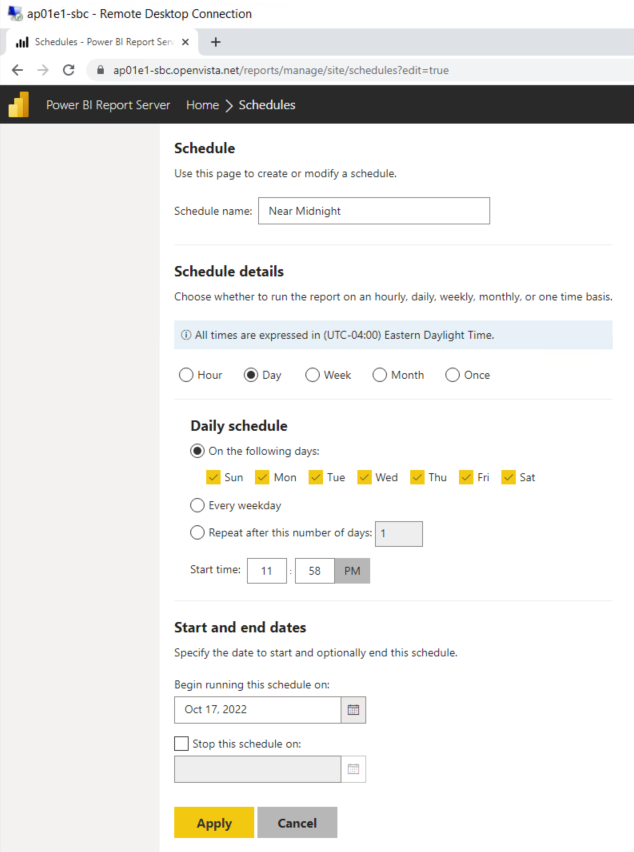 ap01e1-sbc - Remote Desktop Connection
Schedules - Power BI Report Serv
ap01e1-sbc.openvista.net/reports/manage/site/schedules?edit=true
Power BI Report Server Home Schedules
Schedule
Use this page to create or modify a schedule.
Schedule name: Near Midnight
Schedule details
Choose whether to run the report on an hourly, daily, weekly, monthly, or one time basis.
All times are expressed in (UTC-04:00) Eastern Daylight Time.
Hour Day Week Month Once
Daily schedule
On the following days:
Sun Mon Tue Wed Thu Fri Sat
Every weekday
Repeat after this number of days: 1
Start time: 11 : 58 PM
Start and end dates
Specify the date to start and optionally end this schedule.
Begin running this schedule on:
Oct 17, 2022
Stop this schedule on:
Apply Cancel